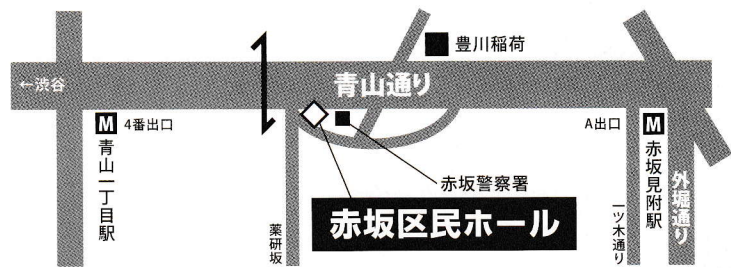 豊川稲荷
←渋谷
青山通り
M 4番出口
青山一丁目駅
A出口 M
赤坂見附駅
外堀通り
一ツ木通り
赤坂警察署
薬研坂
赤坂区民ホール